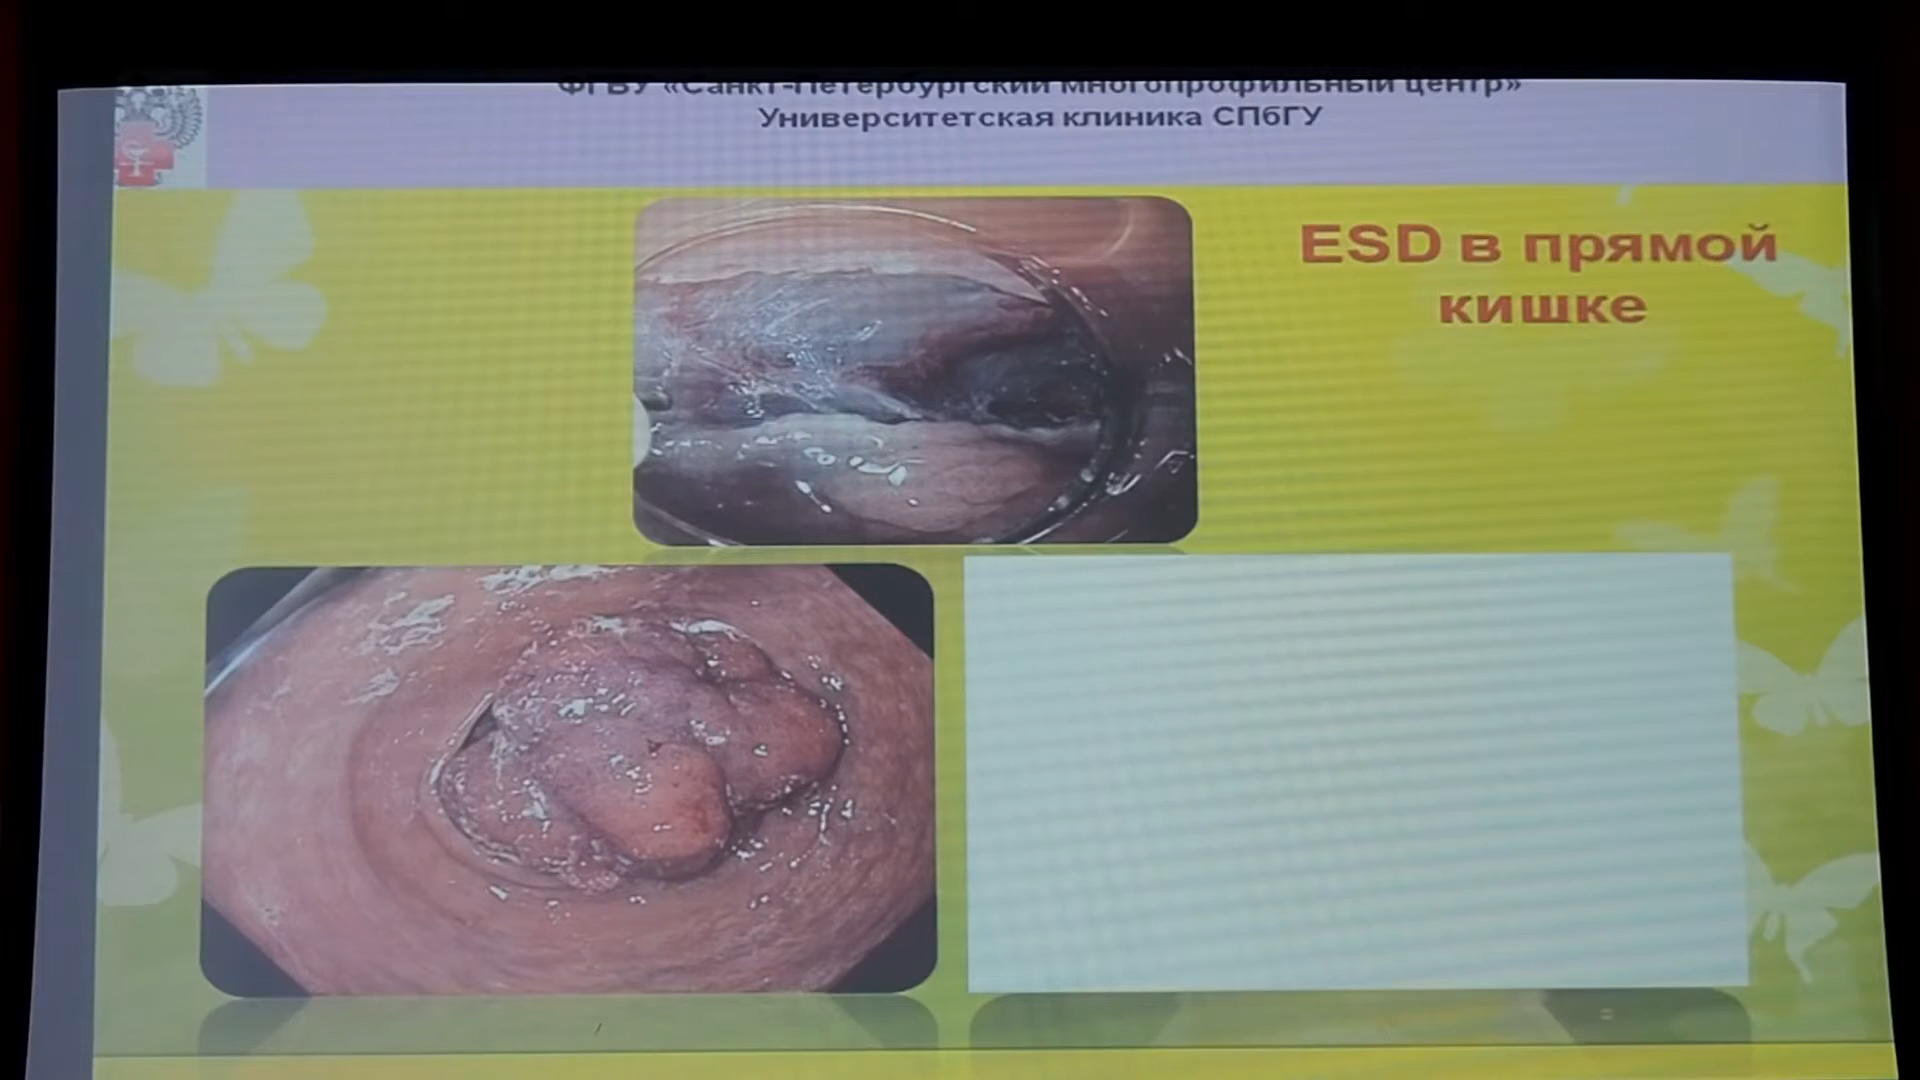 ФГБУ «Санкт-Петербургский многопрофильный центр»
Университетская клиника СПбГУ
ESD в прямой
кишке